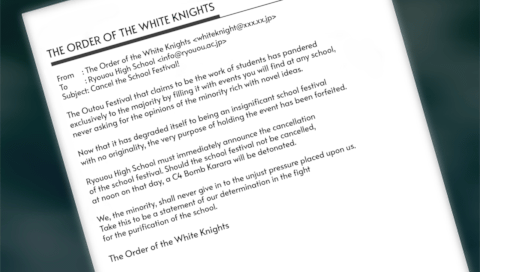 THE ORDER OF THE WHITE KNIGHTS
From : The Order of the White Knights <whiteknight@xxx.xx.jp>
To : Ryouou High School <info@ryouou.ac.jp>
Subject: Cancel the School Festival!
The Outou Festival that claims to be the work of students has pandered
exclusively to the majority by filling it with events you will find at any school,
never asking for the opinions of the minority rich with novel ideas.
Now that it has degraded itself to being an insignificant school festival
with no originality, the very purpose of holding the event has been forfeited.
Ryouou High School must immediately announce the cancellation
of the school festival. Should the school festival not be cancelled,
at noon on that day, a C4 Bomb Karara will be detonated.
We, the minority, shall never give in to the unjust pressure placed upon us.
Take this to be a statement of our determination in the fight
for the purification of the school.
The Order of the White Knights